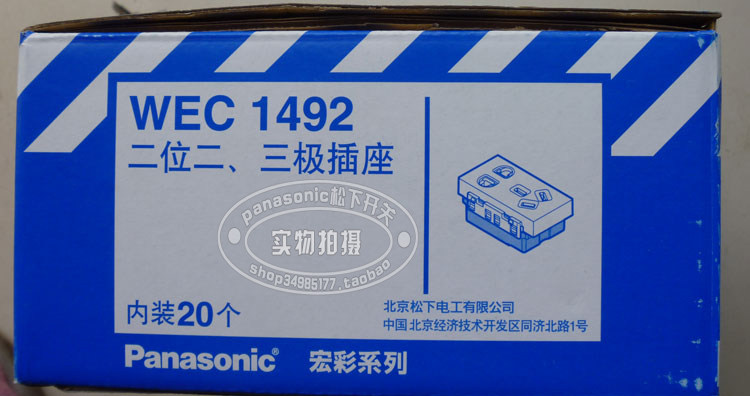 WEC 1492
二位二、三极插座
panasonic松下开关
实物拍摄
shop34985177.taobao
内装20个
北京松下电工有限公司
中国 北京经济技术开发区同济北路1号
Panasonic® 宏彩系列